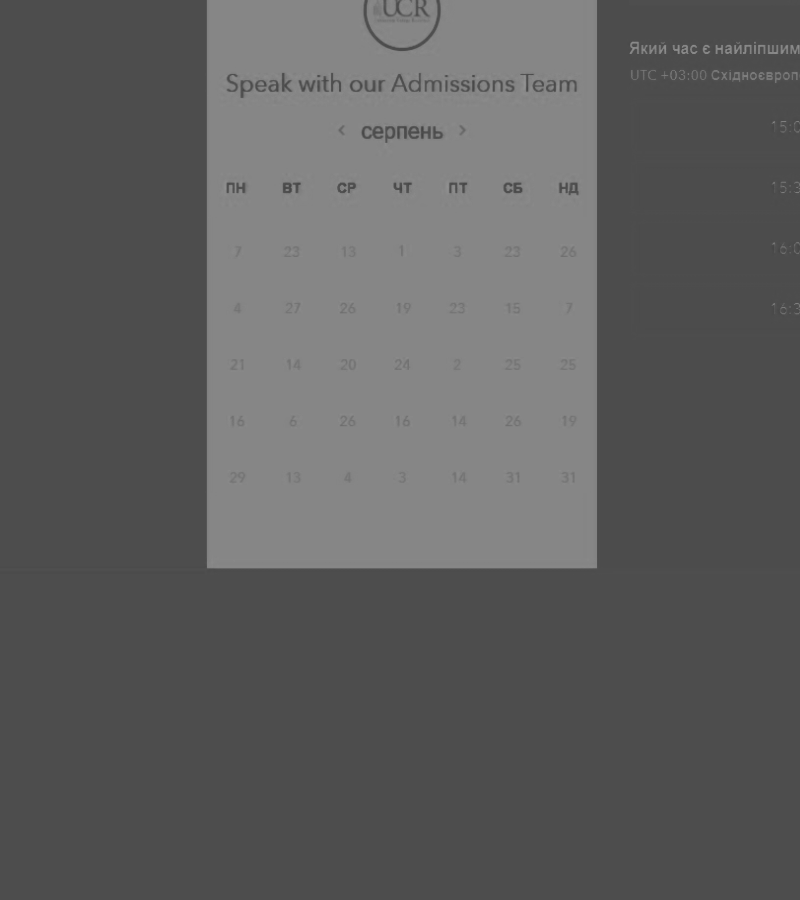 UCR
Speak with our Admissions Team
‹ серпень ›
ПН ВТ СР ЧТ ПТ СБ НД
7 23 13 1 3 23 26
4 27 26 19 23 15 7
21 14 20 24 2 25 25
16 6 26 16 14 26 19
29 13 4 3 14 31 31
Який час є найліпшим
UTC +03:00 Східноєвроп
15:0
15:3
16:0
16:3